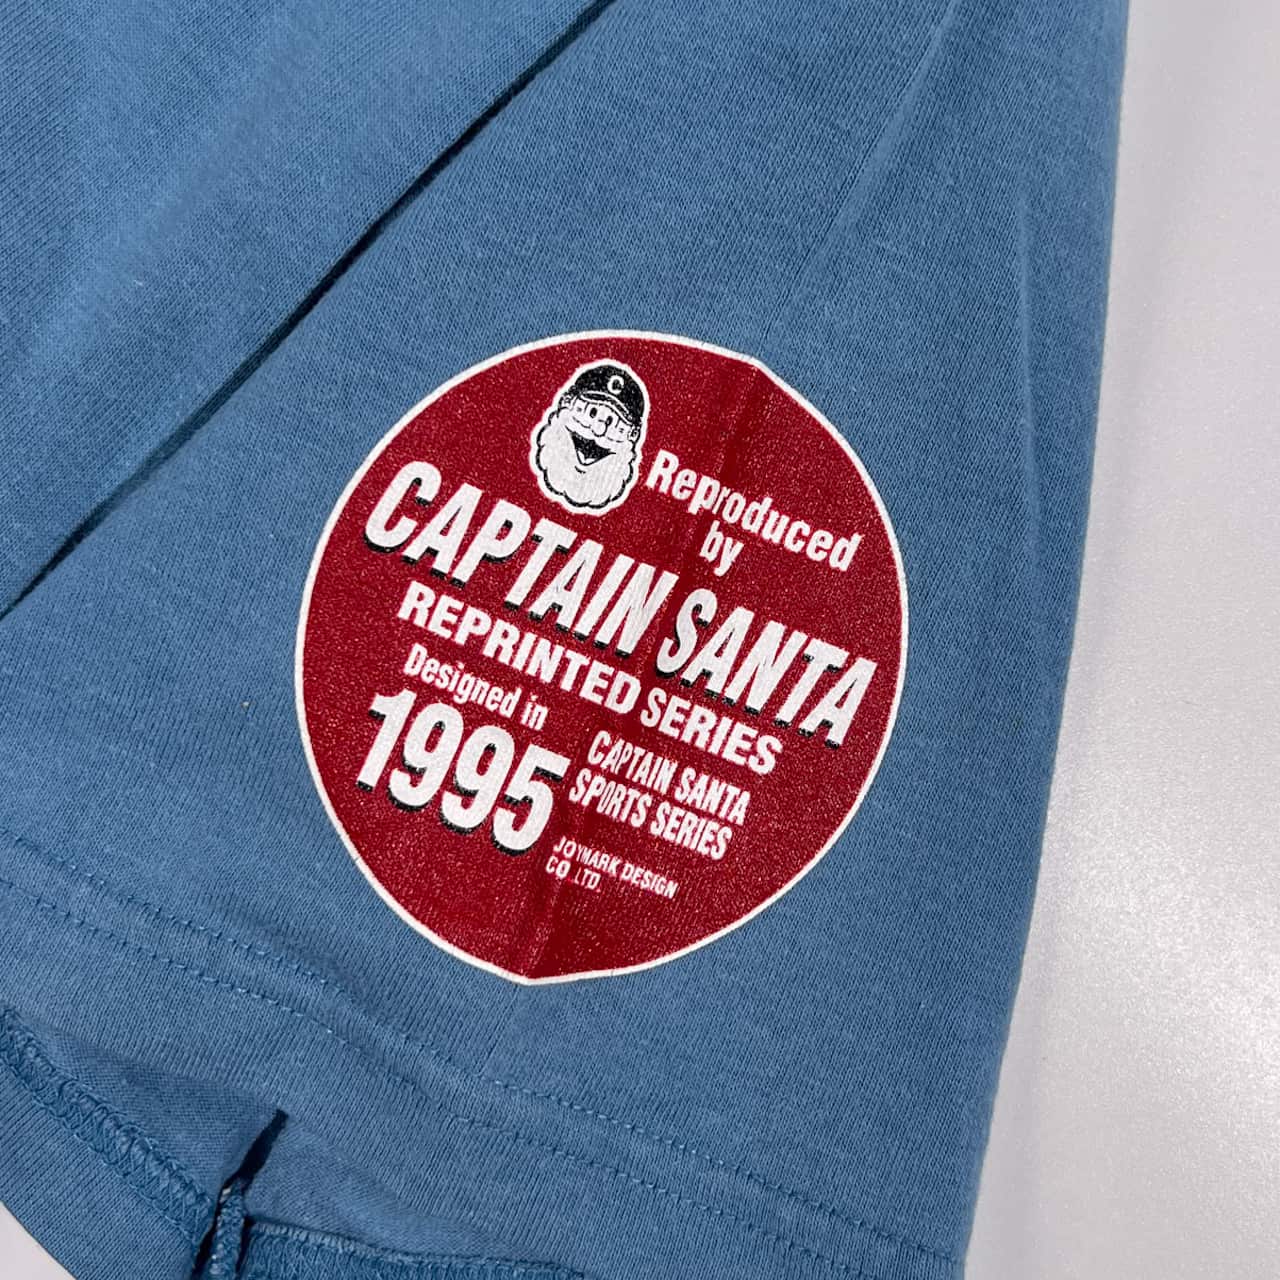 C
Reproduced
by
CAPTAIN SANTA
REPRINTED SERIES
Designed in
1995
CAPTAIN SANTA
SPORTS SERIES
JOYMARK DESIGN
CO.LTD.